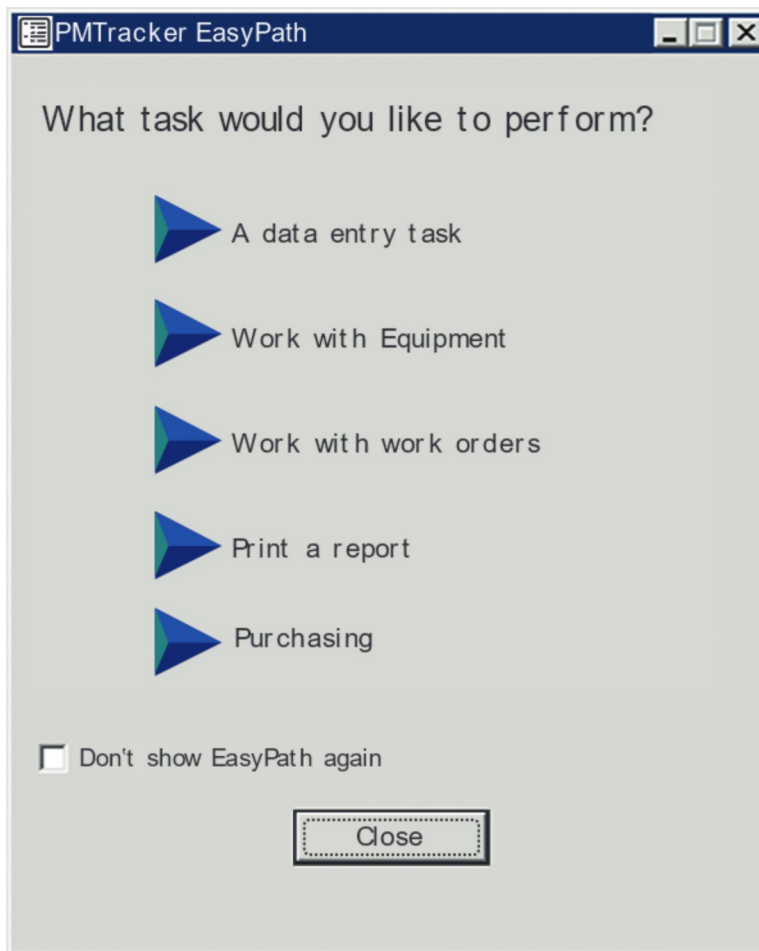 PMTracker EasyPath
What task would you like to perform?
A data entry task
Work with Equipment
Work with work orders
Print a report
Purchasing
Don't show EasyPath again
Close